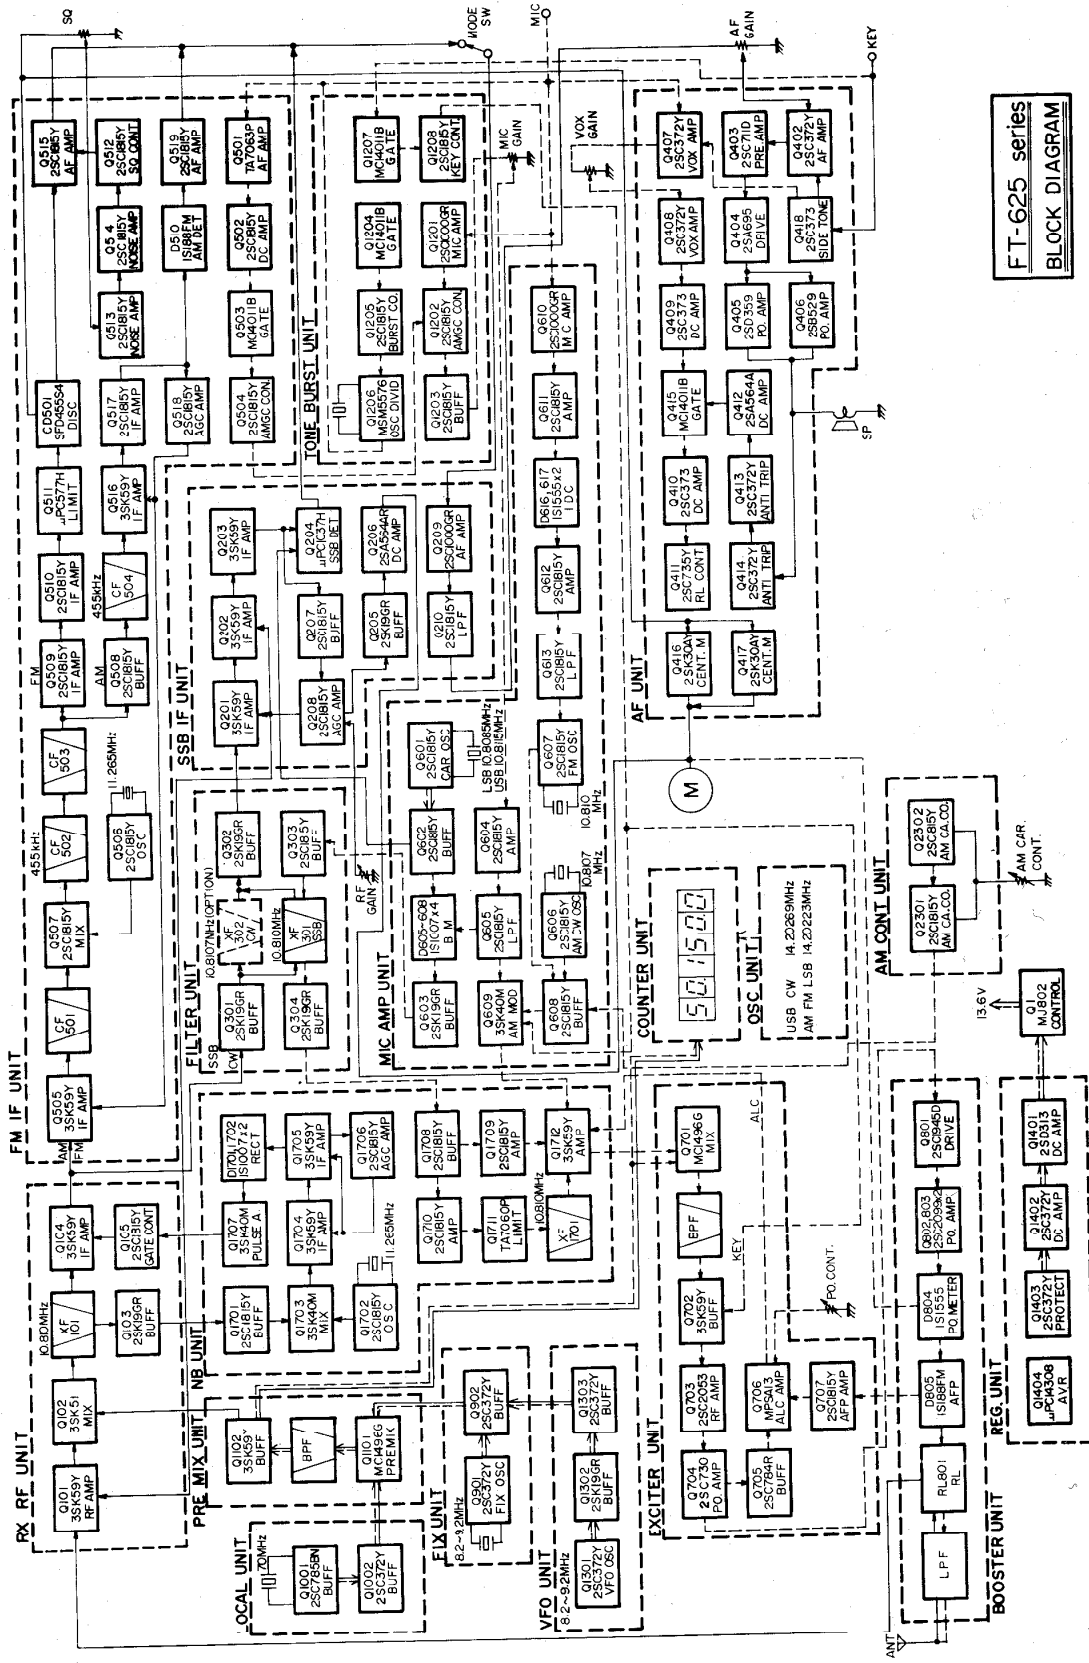 FT-625 series
BLOCK DIAGRAM
RX RF UNIT
Q101
3SK59Y
RF AMP
Q102
3SK51
MIX
10.80MHz
XF
101
Q103
2SK19GR
BUFF
3SK59Y
IF AMP
GATE CONT
AM
FM
FM IF UNIT
Q505
3SK59Y
IF AMP
CF
501
Q507
2SC1815Y
MIX
455kHz
CF
502
CF
503
Q506
2SC1815Y
OSC
11.265MHz
FM
Q509
2SC1815Y
IF AMP
Q510
2SC1815Y
IF AMP
Q511
μPC577H
LIMIT
CD501
SFD455S4
DISC
AM
Q508
2SC1815Y
BUFF
455kHz
CF
504
Q516
3SK59Y
IF AMP
Q517
2SC1815Y
IF AMP
Q518
2SC1815Y
AGC AMP
Q513
2SC1815Y
NOISE AMP
Q514
2SC1815Y
NOISE AMP
Q512
2SC1815Y
SQ CONT
Q515
2SC1815Y
AF AMP
1S188FM
AM DET
Q519
2SC1815Y
AF AMP
Q501
TA7063P
MIC AMP
Q502
2SC1815Y
DC AMP
Q503
MC14011B
GATE
Q504
2SC1815Y
AMGC CON.
SQ
MODE
SW
MIC
TONE BURST UNIT
Q1207
MC14011B
GATE
Q1204
MC14011B
GATE
Q1205
2SC1815Y
BURST CO.
Q1206
MSM5576
OSC DIVID
Q1208
2SC1815Y
KEY CONT.
Q1201
2SC1000GR
MIC AMP
Q1202
2SC1815Y
AMGC CON.
Q1203
2SC1815Y
BUFF
MIC
GAIN
SSB IF UNIT
Q201
3SK59Y
IF AMP
Q202
3SK59Y
IF AMP
Q203
3SK59Y
IF AMP
Q204
μPC1037H
SSB DET
Q207
2SC1815Y
BUFF
Q208
2SC1815Y
AGC AMP
Q205
2SK19GR
BUFF
Q206
2SA564AR
DC AMP
Q209
2SC1000GR
AF AMP
Q210
2SC1815Y
LPF
FILTER UNIT
SSB
CW
Q301
2SK19GR
BUFF
10.8107MHz(OPTION)
XF
302
CW
Q302
2SK19GR
BUFF
10.810MHz
XF
301
SSB
Q303
2SC1815Y
BUFF
Q304
2SK19GR
BUFF
RF
GAIN
MIC AMP UNIT
Q601
2SC1815Y
CAR OSC
LSB 10.8085MHz
USB 10.8115MHz
Q602
2SC1815Y
BUFF
D605-608
1S1007x4
BM
Q603
2SK19GR
BUFF
Q604
2SC1815Y
AMP
Q605
2SC1815Y
LPF
Q609
3SK40M
AM MOD
Q606
2SC1815Y
AM CW OSC
10.8107
MHz
Q608
2SC1815Y
BUFF
Q607
2SC1815Y
FM OSC
10.810
MHz
Q613
2SC1815Y
LPF
Q612
2SC1815Y
AMP
D616,617
1S1555x2
IDC
Q611
2SC1815Y
AMP
Q610
2SC1000GR
MIC AMP
AF UNIT
VOX
GAIN
AF
GAIN
KEY
Q407
2SC372Y
VOX AMP
Q408
2SC372Y
VOX AMP
Q409
2SC373
DC AMP
Q415
MC14011B
GATE
Q410
2SC373
DC AMP
Q411
2SC735Y
RL CONT
Q403
2SC711D
PRE.AMP
Q404
2SA695
DRIVE
Q405
2SD359
PO. AMP
Q412
2SA564A
DC AMP
Q413
2SC372Y
ANTI TRIP
Q414
2SC372Y
ANTI TRIP
Q402
2SC372Y
AF AMP
Q418
2SC373
SIDE TONE
Q406
2SB529
PO. AMP
SP
Q416
2SK30AY
CENT. M
Q417
2SK30AY
CENT. M
M
NB UNIT
Q1701
2SC1815Y
BUFF
Q1703
3SK40M
MIX
Q1702
2SC1815Y
OSC
11.265MHz
D1701,1702
1S1007x2
RECT
Q1707
3SK40M
PULSE A.
Q1705
3SK59Y
IF AMP
Q1704
3SK59Y
IF AMP
Q1706
2SC1815Y
AGC AMP
Q1708
2SC1815Y
BUFF
Q1710
2SC1815Y
AMP
Q1709
2SC1815Y
AMP
Q1711
TA7060P
LIMIT
Q1712
3SK59Y
AMP
10.810MHz
XF
1701
PRE MIX UNIT
Q1102
3SK59Y
BUFF
BPF
Q1101
MC1496G
PREMIX
LOCAL UNIT
70MHz
Q1001
2SC785BN
BUFF
Q1002
2SC372Y
BUFF
FIX UNIT
8.2~9.2MHz
Q901
2SC372Y
FIX OSC
Q902
2SC372Y
BUFF
VFO UNIT
8.2~9.2MHz
Q1301
2SC372Y
VFO OSC
Q1302
2SK19GR
BUFF
Q1303
2SC372Y
BUFF
EXCITER UNIT
Q701
MC1496G
MIX
ALC
BPF
KEY
Q702
3SK59Y
BUFF
Q703
2SC2053
RF AMP
Q704
2SC730
PO. AMP
Q706
MPSA13
ALC AMP
Q705
2SC784R
BUFF
Q707
2SC1815Y
AFP AMP
PO.CONT.
COUNTER UNIT
50.150.0
OSC UNIT
USB CW 14.20269MHz
AM FM LSB 14.20223MHz
AM CONT UNIT
Q2302
2SC1815Y
AM CA.CO.
Q2301
2SC1815Y
AM CA.CO.
AM CAR.
CONT.
BOOSTER UNIT
ANT
LPF
RL801
RL
D805
1S188FM
AFP
D804
1S1555
PO.METER
Q802,803
2SC2099x2
PO. AMP
Q801
2SC1945D
DRIVE
REG. UNIT
Q1404
μPC14308
AVR
Q1403
2SC372Y
PROTECT
Q1402
2SC372Y
DC AMP
Q1401
2SD313
DC AMP
13.6V
Q1
MJ802
CONTROL